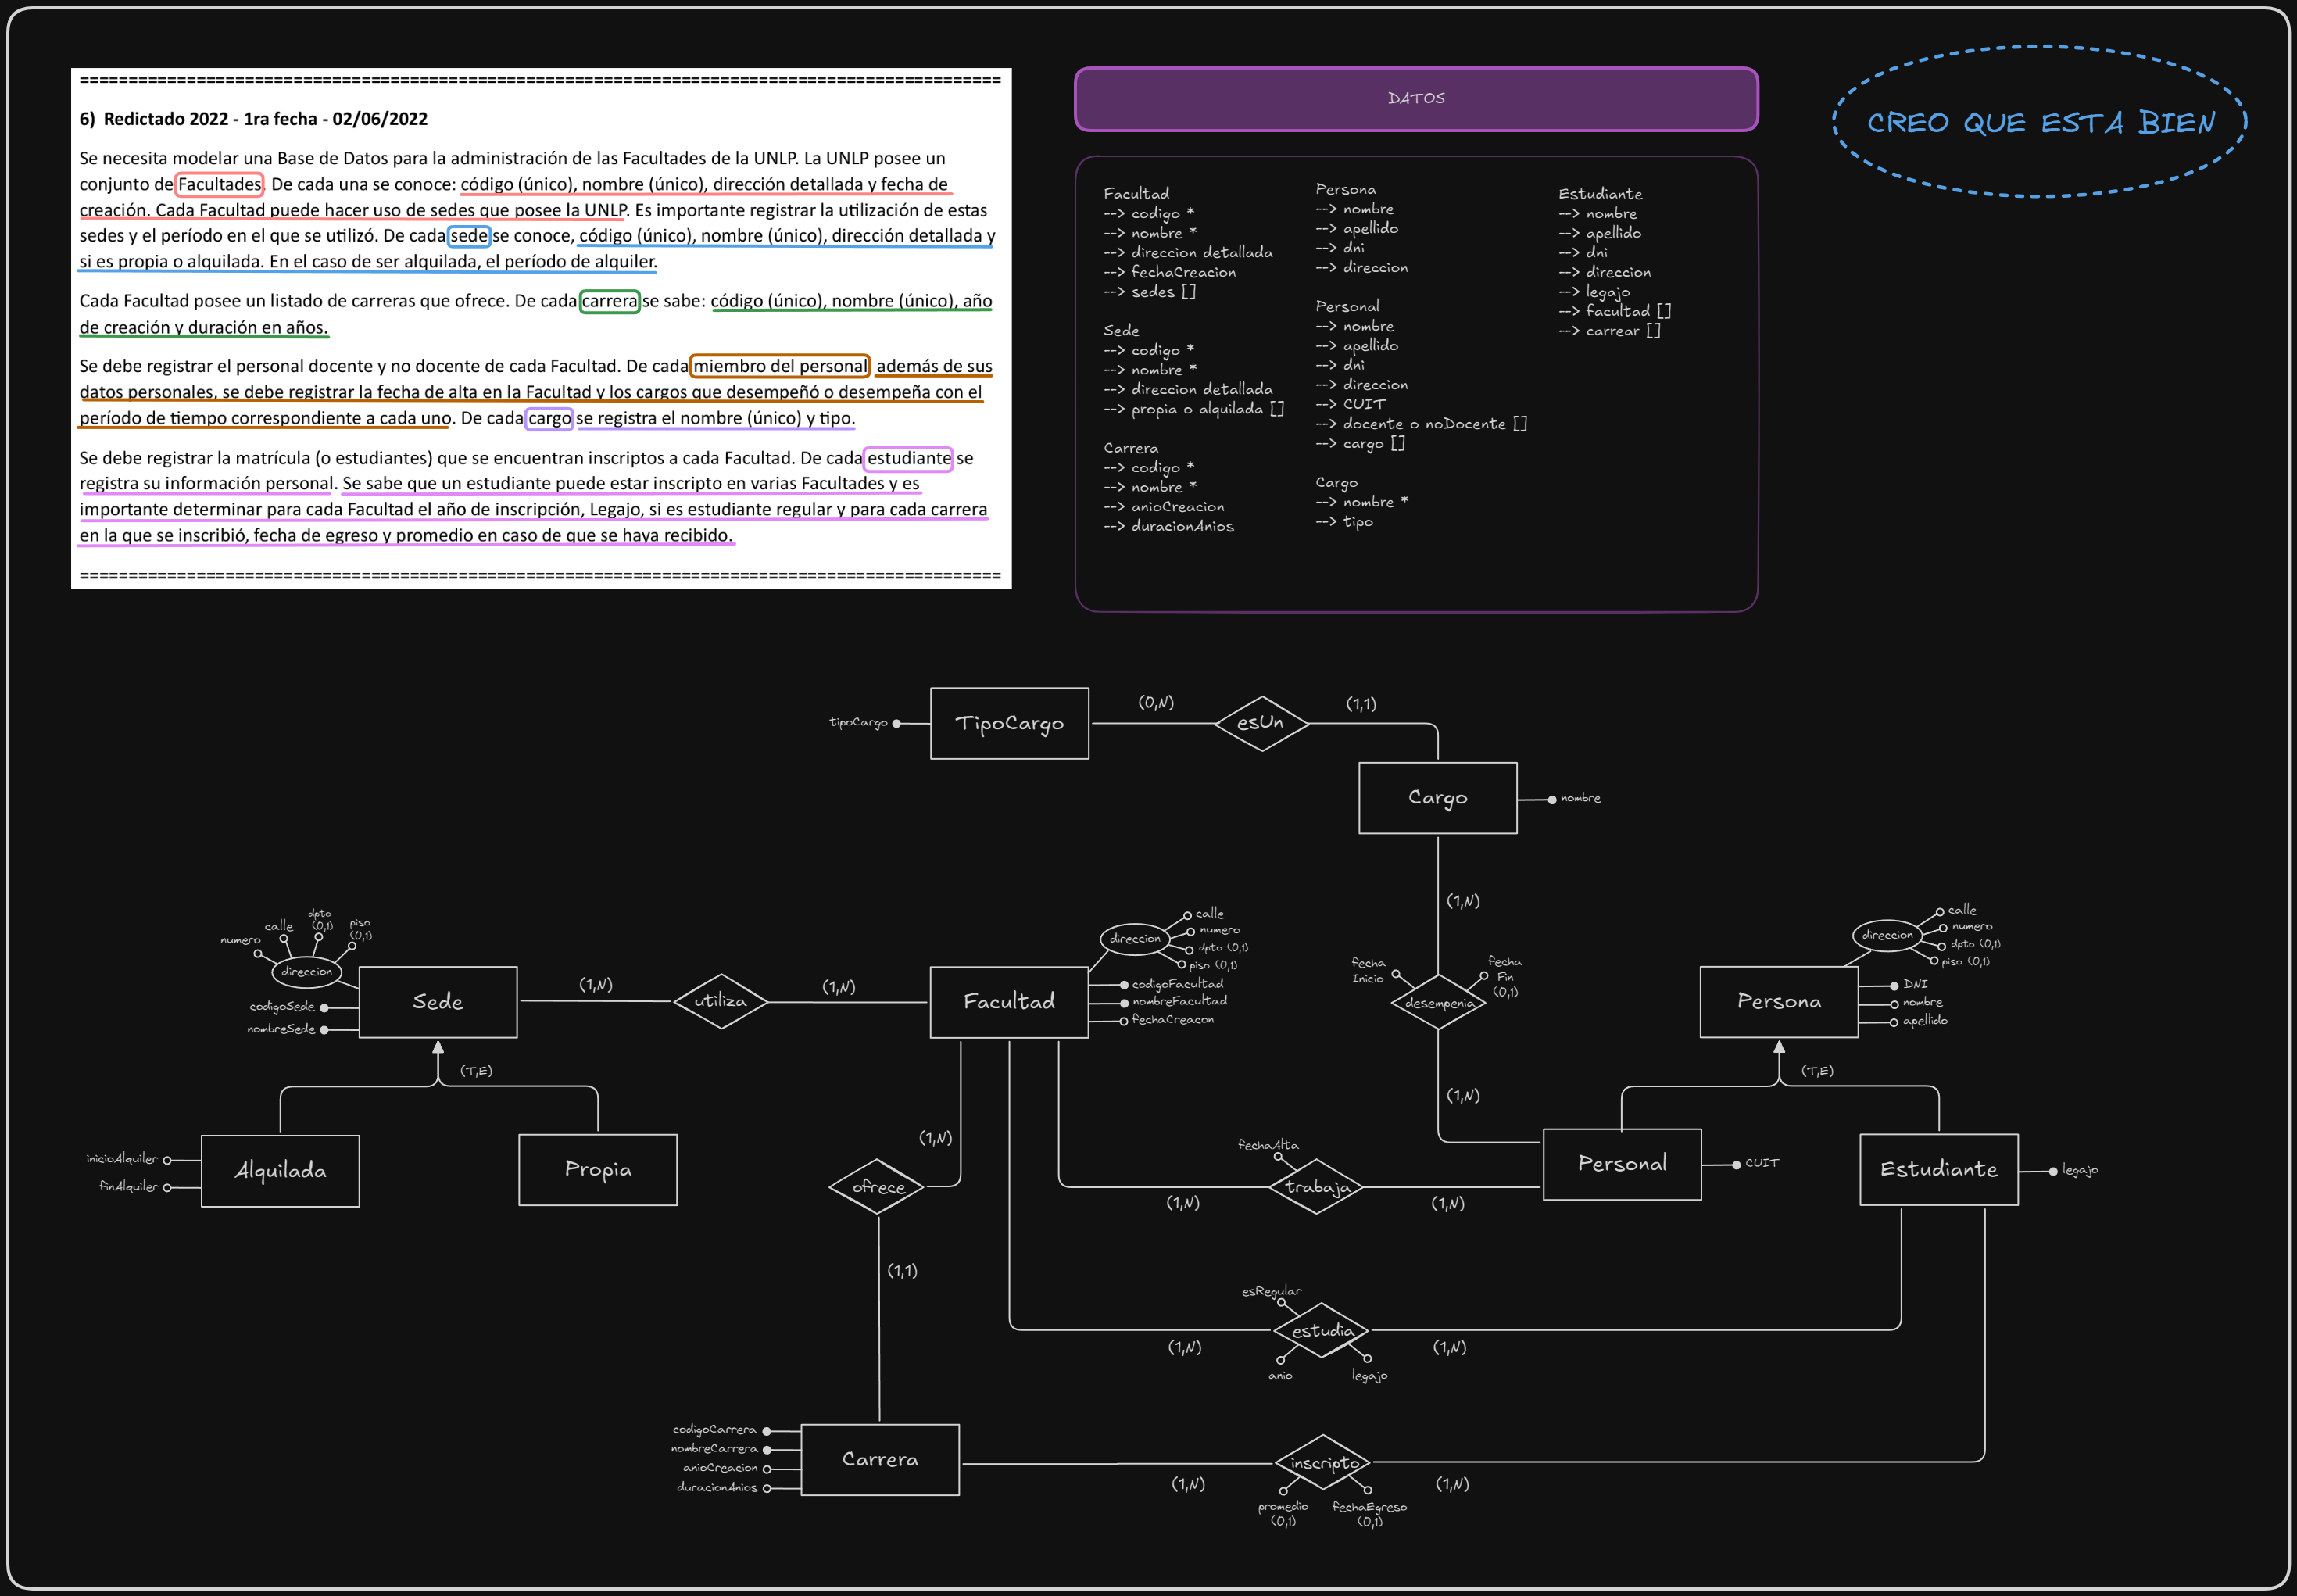 ==========================================================================================
6) Redictado 2022 - 1ra fecha - 02/06/2022
Se necesita modelar una Base de Datos para la administración de las Facultades de la UNLP. La UNLP posee un
conjunto de Facultades. De cada una se conoce: código (único), nombre (único), dirección detallada y fecha de
creación. Cada Facultad puede hacer uso de sedes que posee la UNLP. Es importante registrar la utilización de estas
sedes y el período en el que se utilizó. De cada sede se conoce, código (único), nombre (único), dirección detallada y
si es propia o alquilada. En el caso de ser alquilada, el período de alquiler.
Cada Facultad posee un listado de carreras que ofrece. De cada carrera se sabe: código (único), nombre (único), año
de creación y duración en años.
Se debe registrar el personal docente y no docente de cada Facultad. De cada miembro del personal, además de sus
datos personales, se debe registrar la fecha de alta en la Facultad y los cargos que desempeñó o desempeña con el
período de tiempo correspondiente a cada uno. De cada cargo se registra el nombre (único) y tipo.
Se debe registrar la matrícula (o estudiantes) que se encuentran inscriptos a cada Facultad. De cada estudiante se
registra su información personal. Se sabe que un estudiante puede estar inscripto en varias Facultades y es
importante determinar para cada Facultad el año de inscripción, Legajo, si es estudiante regular y para cada carrera
en la que se inscribió, fecha de egreso y promedio en caso de que se haya recibido.
==========================================================================================
DATOS
CREO QUE ESTA BIEN
Facultad
--> codigo *
--> nombre *
--> direccion detallada
--> fechaCreacion
--> sedes []
Sede
--> codigo *
--> nombre *
--> direccion detallada
--> propia o alquilada []
Carrera
--> codigo *
--> nombre *
--> anioCreacion
--> duracionAnios
Persona
--> nombre
--> apellido
--> dni
--> direccion
Personal
--> nombre
--> apellido
--> dni
--> direccion
--> CUIT
--> docente o noDocente []
--> cargo []
Cargo
--> nombre *
--> tipo
Estudiante
--> nombre
--> apellido
--> dni
--> direccion
--> legajo
--> facultad []
--> carrear []
tipoCargo
TipoCargo
(0,N)
esUn
(1,1)
Cargo
nombre
(1,N)
numero
calle
dpto
(0,1)
piso
(0,1)
direccion
codigoSede
nombreSede
Sede
(1,N)
utiliza
(1,N)
Facultad
direccion
calle
numero
dpto (0,1)
piso (0,1)
codigoFacultad
nombreFacultad
fechaCreacon
fecha
Inicio
fecha
Fin
(0,1)
desempenia
(1,N)
Persona
direccion
calle
numero
dpto (0,1)
piso (0,1)
DNI
nombre
apellido
(T,E)
(T,E)
inicioAlquiler
finAlquiler
Alquilada
Propia
(1,N)
ofrece
(1,1)
fechaAlta
trabaja
(1,N)
(1,N)
Personal
CUIT
Estudiante
legajo
esRegular
estudia
(1,N)
(1,N)
anio
legajo
codigoCarrera
nombreCarrera
anioCreacion
duracionAnios
Carrera
(1,N)
inscripto
(1,N)
promedio
(0,1)
fechaEgreso
(0,1)